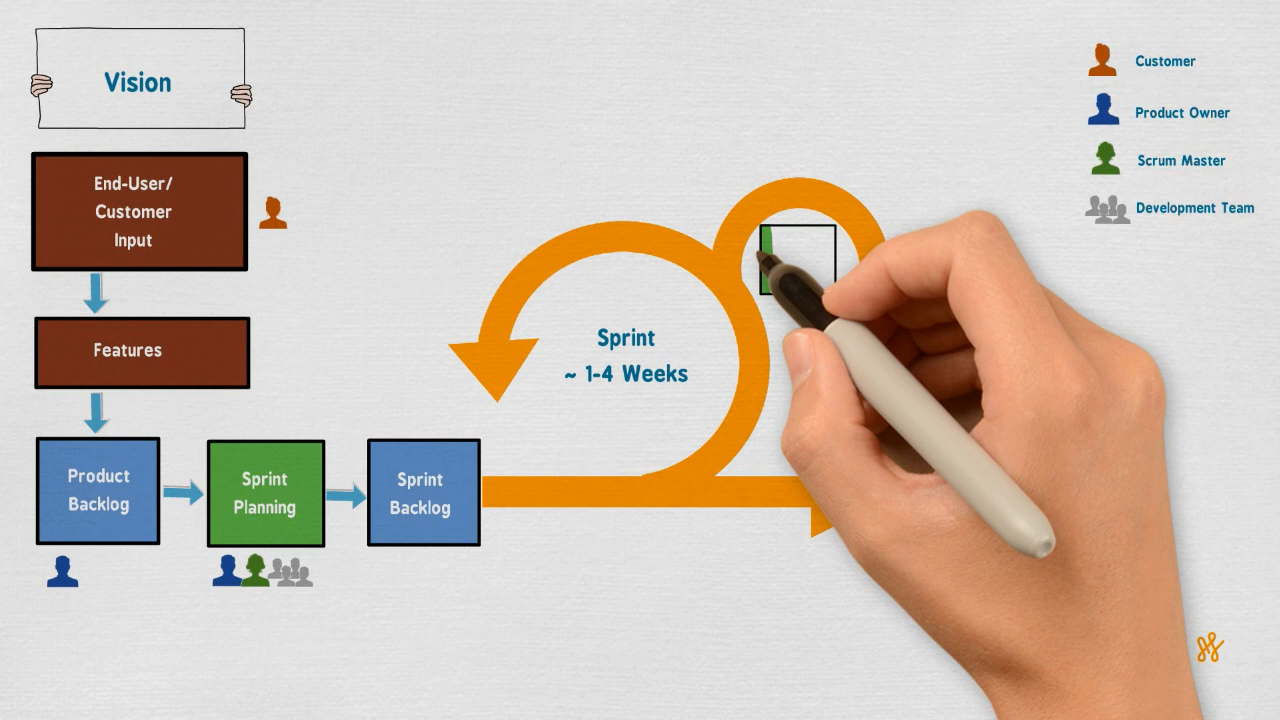 Vision
End-User/
Customer
Input
Features
Product
Backlog
Sprint
Planning
Sprint
Backlog
Sprint
~ 1-4 Weeks
Customer
Product Owner
Scrum Master
Development Team